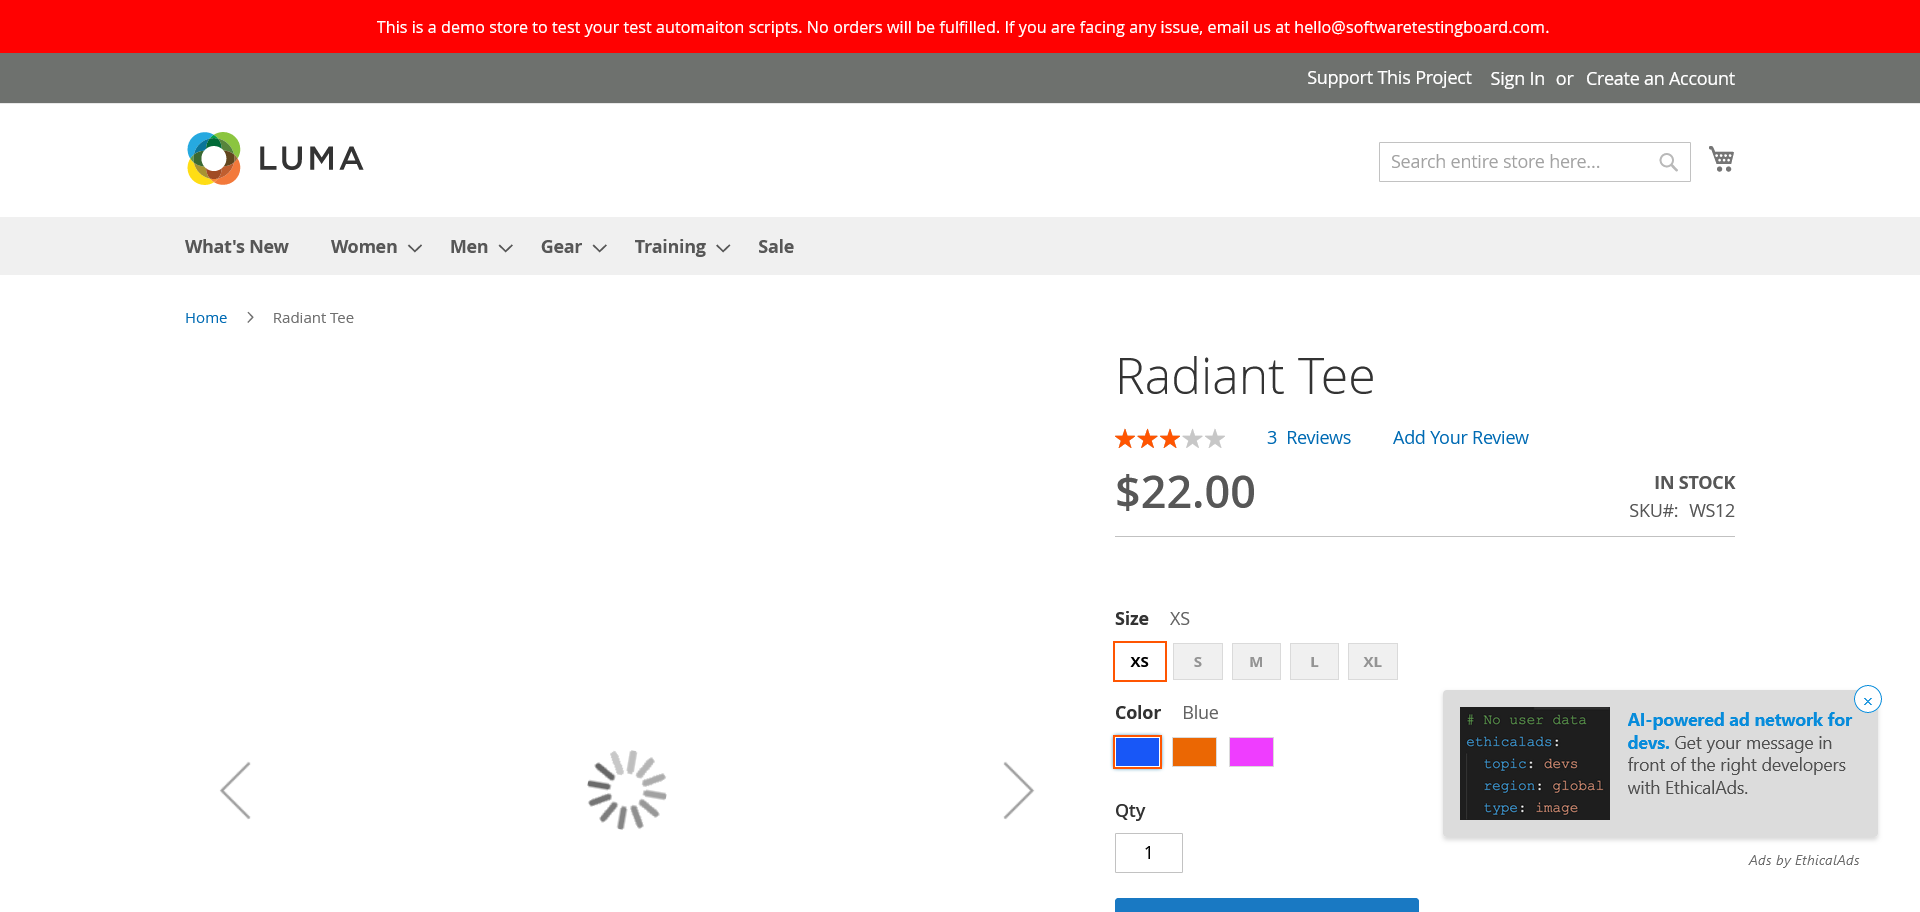 This is a demo store to test your test automaiton scripts. No orders will be fulfilled. If you are facing any issue, email us at hello@softwaretestingboard.com.
Support This Project Sign In or Create an Account
LUMA
Search entire store here...
What's New Women Men Gear Training Sale
Home Radiant Tee
Radiant Tee
3 Reviews Add Your Review
$22.00
IN STOCK
SKU#: WS12
Size XS
XS S M L XL
Color Blue
Qty
1
# No user data
ethicalads:
topic: devs
region: global
type: image
AI-powered ad network for
devs. Get your message in
front of the right developers
with EthicalAds.
×
Ads by EthicalAds